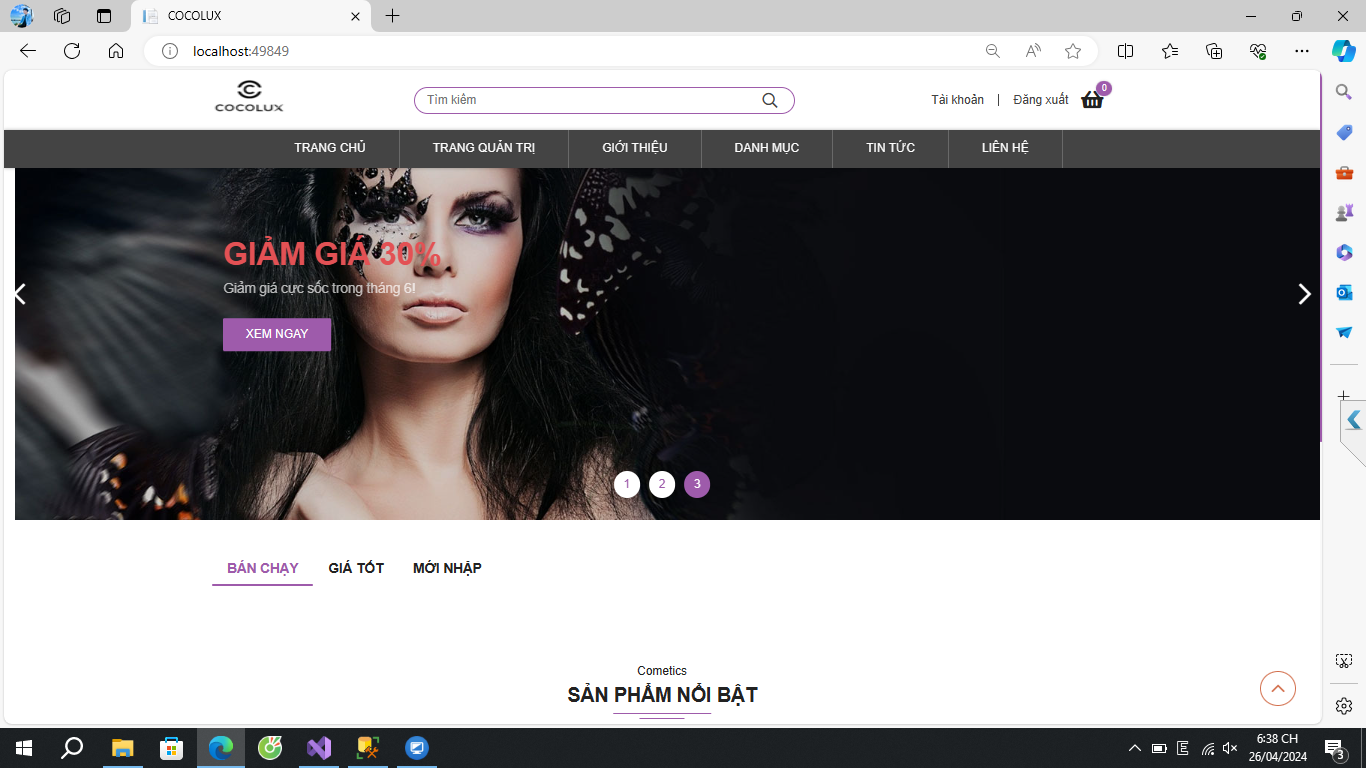 COCOLUX
localhost:49849
COCOLUX
Tìm kiếm
Tài khoản | Đăng xuất
0
TRANG CHỦ
TRANG QUẢN TRỊ
GIỚI THIỆU
DANH MỤC
TIN TỨC
LIÊN HỆ
GIẢM GIÁ 30%
Giảm giá cực sốc trong tháng 6!
XEM NGAY
1 2 3
BÁN CHẠY
GIÁ TỐT
MỚI NHẬP
Cometics
SẢN PHẨM NỔI BẬT
6:38 CH
26/04/2024
3